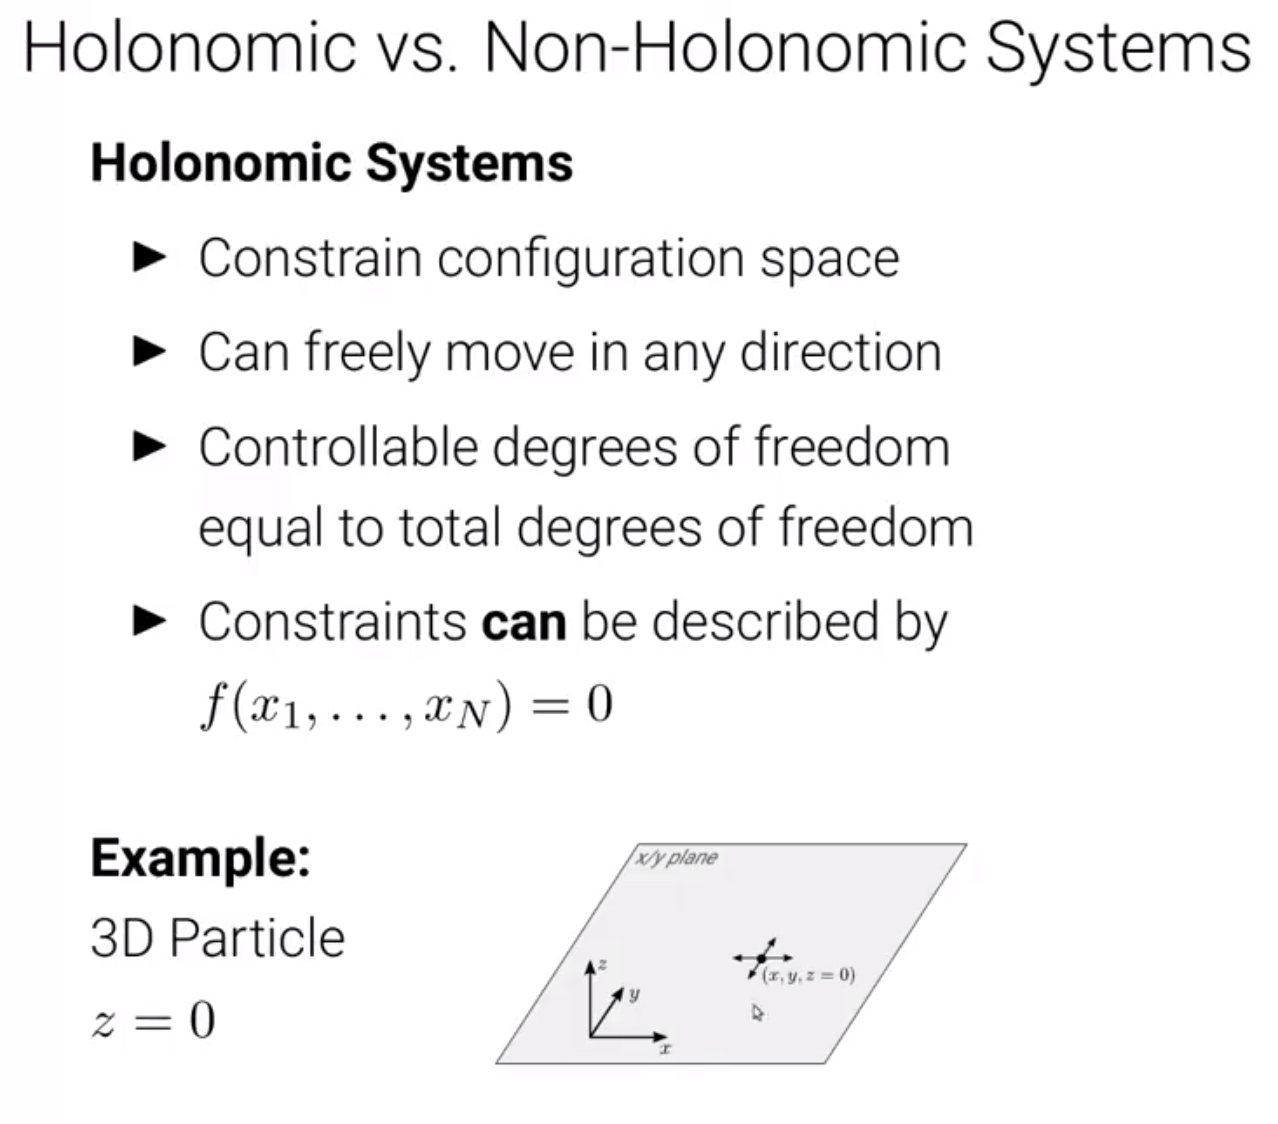 Holonomic vs. Non-Holonomic Systems
Holonomic Systems
► Constrain configuration space
► Can freely move in any direction
► Controllable degrees of freedom
equal to total degrees of freedom
► Constraints can be described by
f(x₁, . . . , x_N) = 0
Example:
3D Particle
z = 0
x/y plane
z
y
x
(x, y, z = 0)